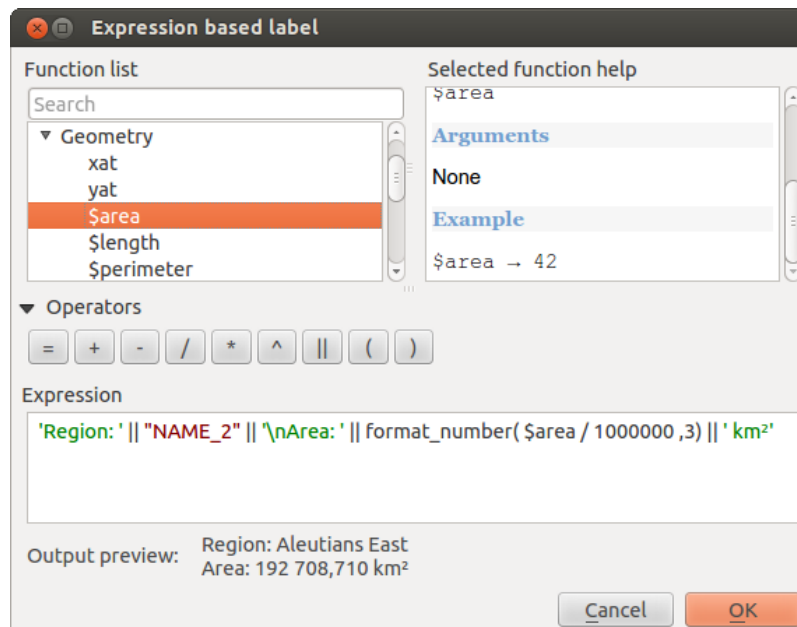 Expression based label
Function list
Search
Geometry
xat
yat
$area
$length
$perimeter
Selected function help
$area
Arguments
None
Example
$area → 42
Operators
= + - / * ^ || ( )
Expression
'Region: ' || "NAME_2" || '\nArea: ' || format_number( $area / 1000000 ,3) || ' km²'
Output preview:
Region: Aleutians East
Area: 192 708,710 km²
Cancel
OK